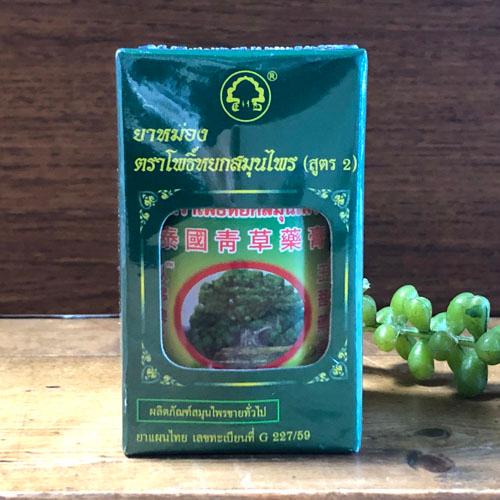 ®
ยาหม่อง
ตราโพธิ์หยกสมุนไพร (สูตร 2)
泰國青草藥膏
ผลิตภัณฑ์สมุนไพรขายทั่วไป
ยาแผนไทย เลขทะเบียนที่ G 227/59